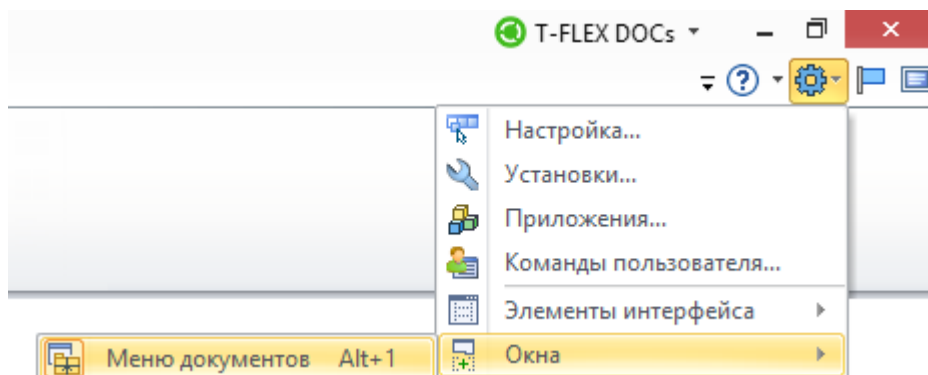 T-FLEX DOCs
Настройка...
Установки...
Приложения...
Команды пользователя...
Элементы интерфейса
Меню документов Alt+1 Окна